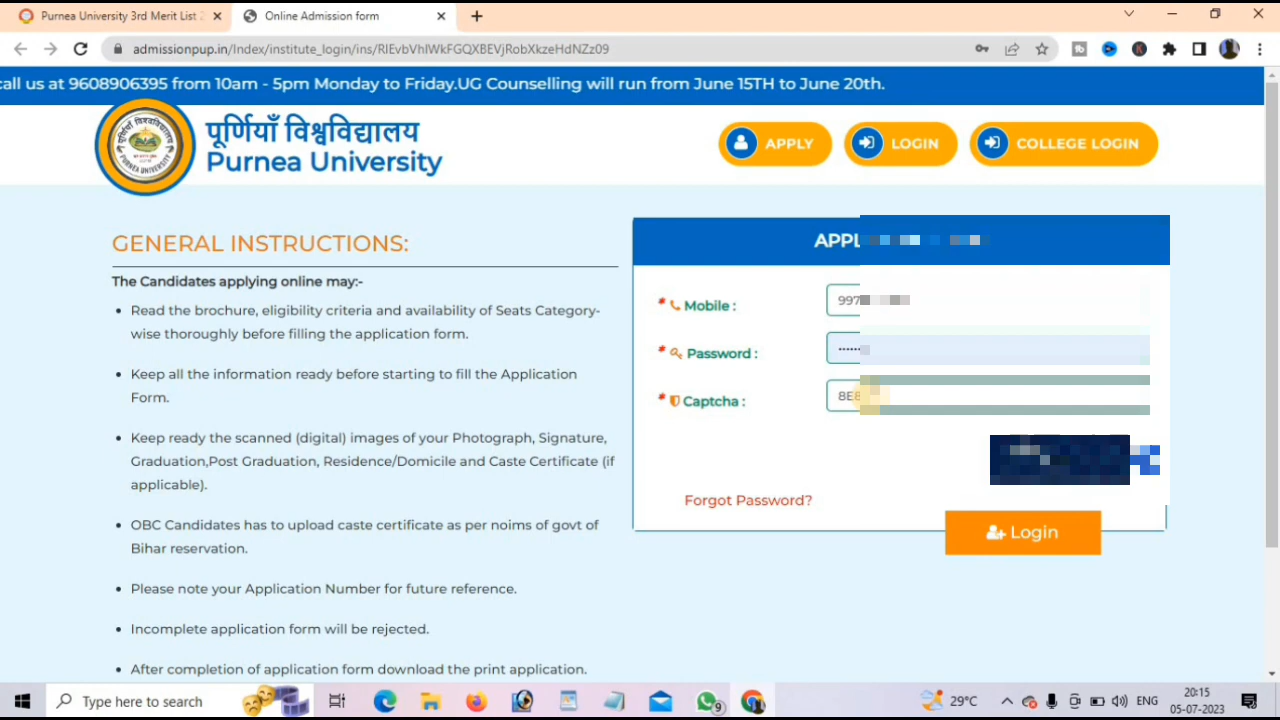 Purnea University 3rd Merit List
Online Admission form
admissionpup.in/Index/institute_login/ins/RlEvbVhlWkFGQXBEVjRobXkzeHdNZz09
call us at 9608906395 from 10am - 5pm Monday to Friday.UG Counselling will run from June 15TH to June 20th.
पूर्णियाँ विश्वविद्यालय
Purnea University
APPLY
LOGIN
COLLEGE LOGIN
GENERAL INSTRUCTIONS:
The Candidates applying online may:-
• Read the brochure, eligibility criteria and availability of Seats Category-
wise thoroughly before filling the application form.
• Keep all the information ready before starting to fill the Application
Form.
• Keep ready the scanned (digital) images of your Photograph, Signature,
Graduation,Post Graduation, Residence/Domicile and Caste Certificate (if
applicable).
• OBC Candidates has to upload caste certificate as per noims of govt of
Bihar reservation.
• Please note your Application Number for future reference.
• Incomplete application form will be rejected.
• After completion of application form download the print application.
APPL
* Mobile :
997
* Password :
* Captcha :
8E8
Forgot Password?
Login
Type here to search
9
29°C
ENG
20:15
05-07-2023